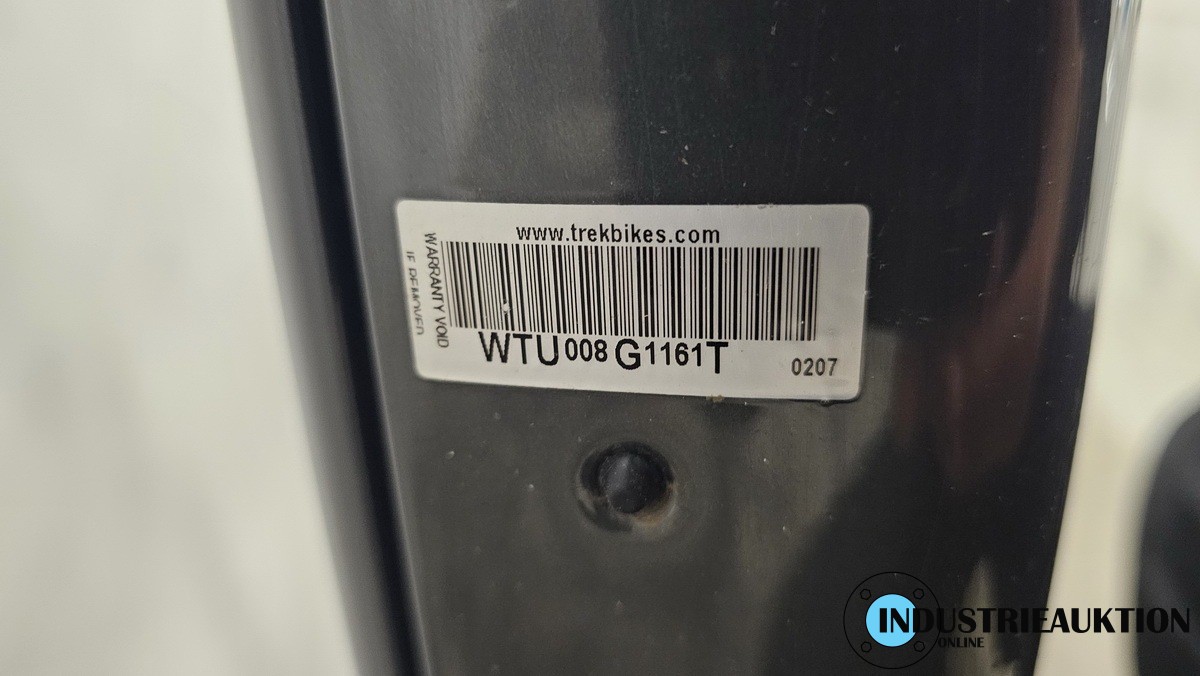 www.trekbikes.com
WARRANTY VOID
IF REMOVED
WTU008G1161T
0207
INDUSTRIEAUKTION
ONLINE